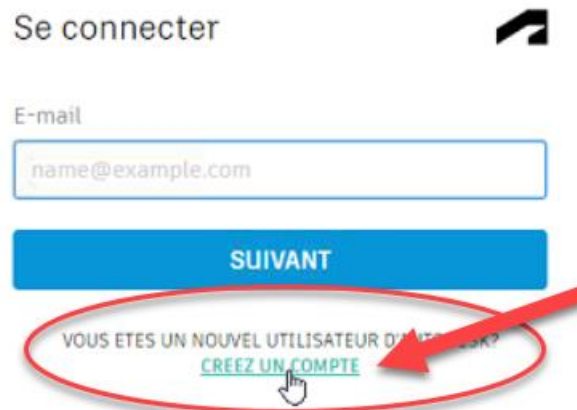 Se connecter
E-mail
name@example.com
SUIVANT
VOUS ETES UN NOUVEL UTILISATEUR
CREEZ UN COMPTE